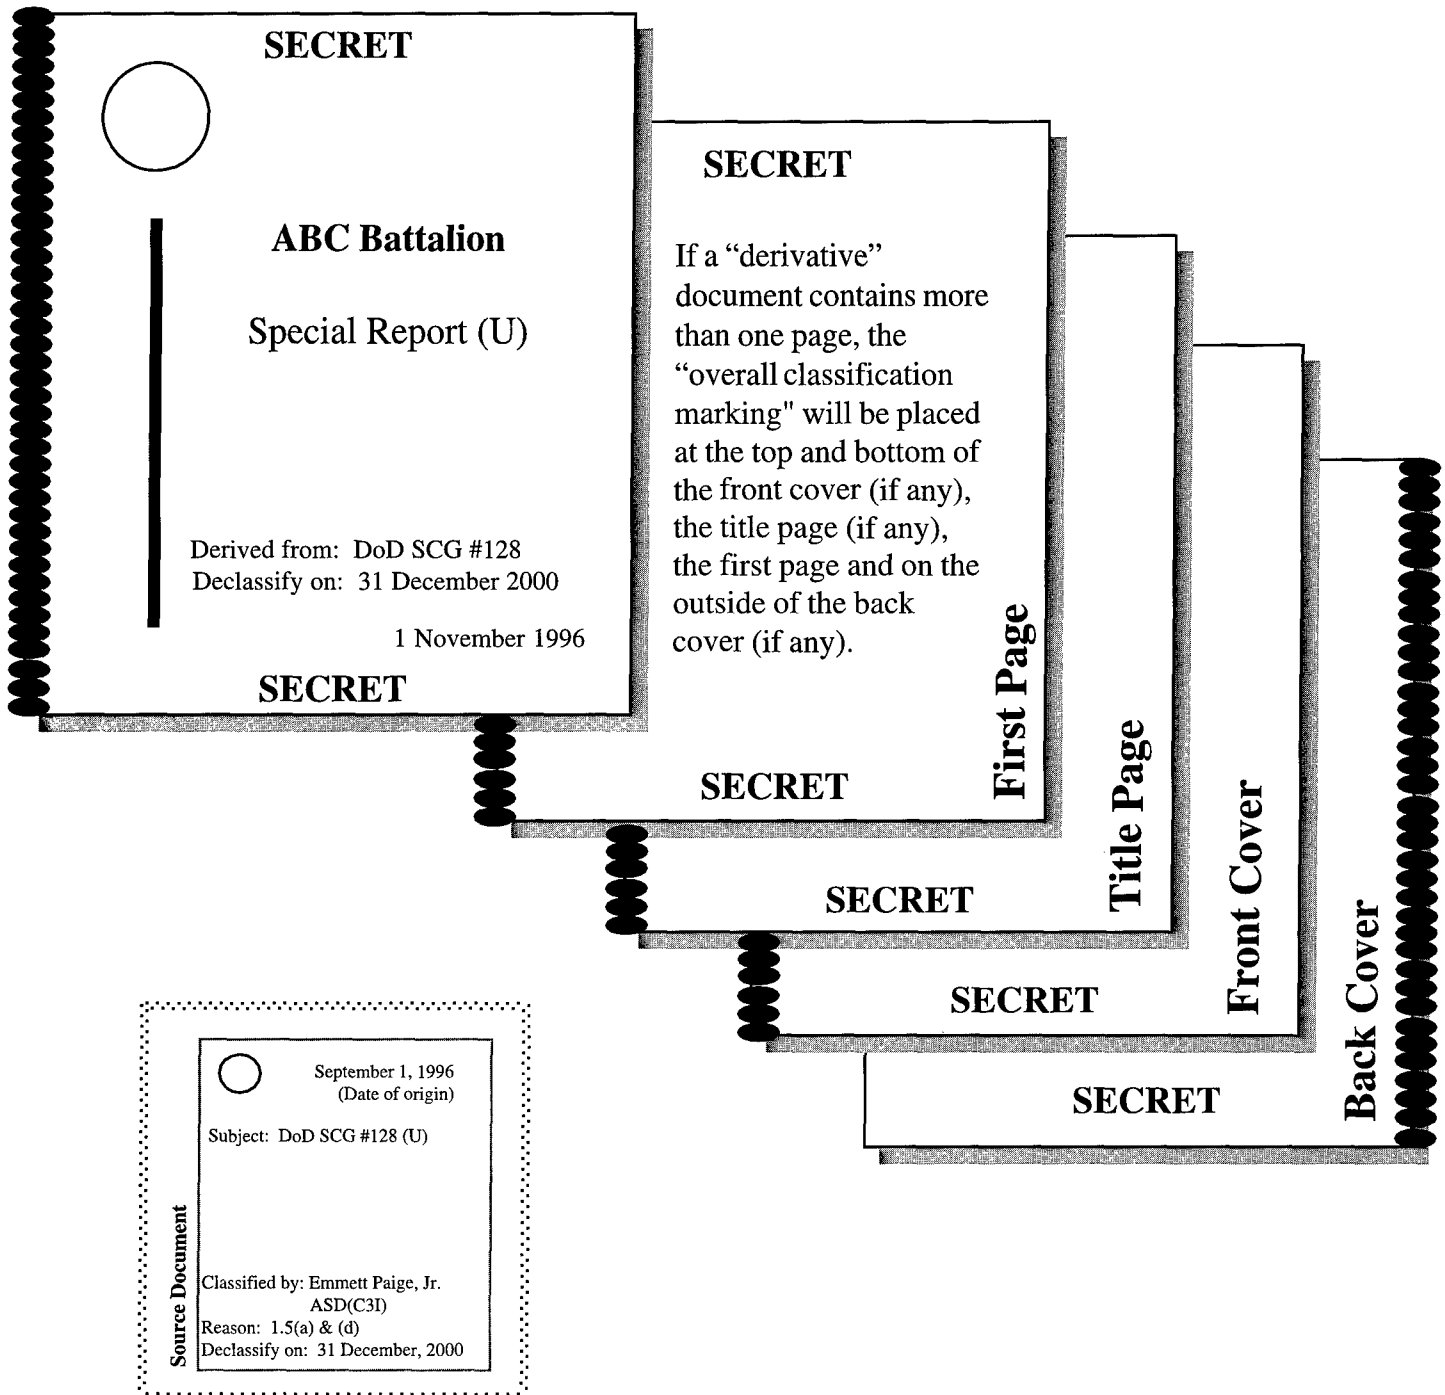 SECRET
ABC Battalion
Special Report (U)
Derived from: DoD SCG #128
Declassify on: 31 December 2000
1 November 1996
SECRET
SECRET
If a “derivative”
document contains more
than one page, the
“overall classification
marking" will be placed
at the top and bottom of
the front cover (if any),
the title page (if any),
the first page and on the
outside of the back
cover (if any).
SECRET
First Page
SECRET
Title Page
SECRET
Front Cover
SECRET
Back Cover
Source Document
September 1, 1996
(Date of origin)
Subject: DoD SCG #128 (U)
Classified by: Emmett Paige, Jr.
ASD(C3I)
Reason: 1.5(a) & (d)
Declassify on: 31 December, 2000